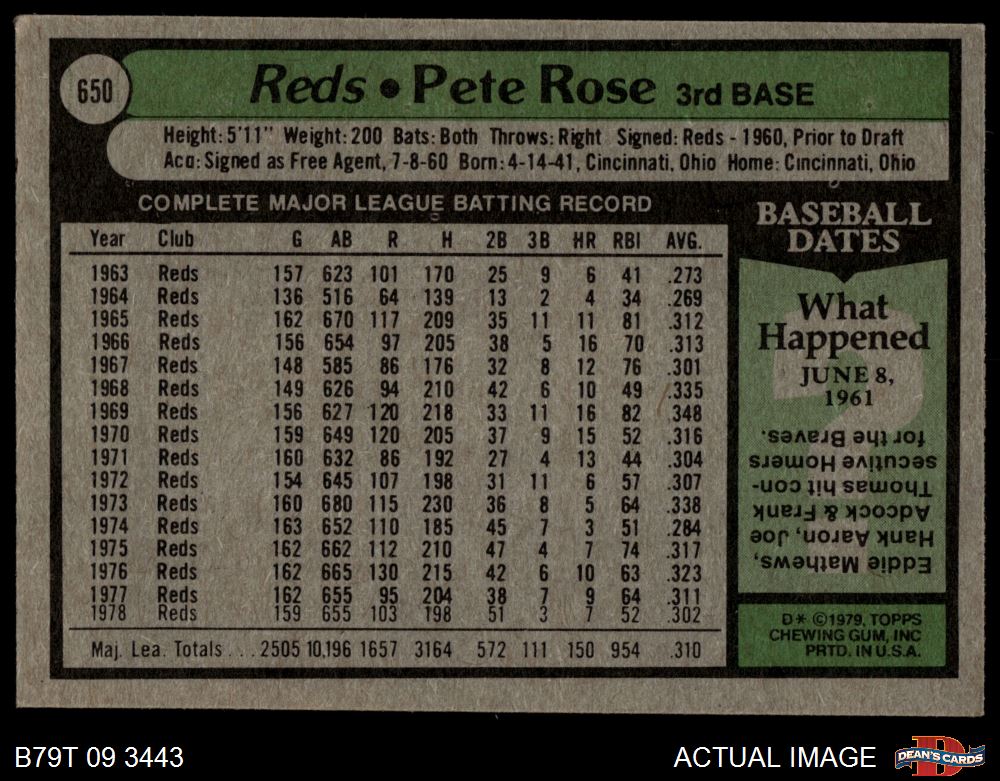 650
Reds • Pete Rose 3rd BASE
Height: 5'11" Weight: 200 Bats: Both Throws: Right Signed: Reds - 1960, Prior to Draft
Acq: Signed as Free Agent, 7-8-60 Born: 4-14-41, Cincinnati, Ohio Home: Cincinnati, Ohio
COMPLETE MAJOR LEAGUE BATTING RECORD
Year Club G AB R H 2B 3B HR RBI AVG.
1963 Reds 157 623 101 170 25 9 6 41 .273
1964 Reds 136 516 64 139 13 2 4 34 .269
1965 Reds 162 670 117 209 35 11 11 81 .312
1966 Reds 156 654 97 205 38 5 16 70 .313
1967 Reds 148 585 86 176 32 8 12 76 .301
1968 Reds 149 626 94 210 42 6 10 49 .335
1969 Reds 156 627 120 218 33 11 16 82 .348
1970 Reds 159 649 120 205 37 9 15 52 .316
1971 Reds 160 632 86 192 27 4 13 44 .304
1972 Reds 154 645 107 198 31 11 6 57 .307
1973 Reds 160 680 115 230 36 8 5 64 .338
1974 Reds 163 652 110 185 45 7 3 51 .284
1975 Reds 162 662 112 210 47 4 7 74 .317
1976 Reds 162 665 130 215 42 6 10 63 .323
1977 Reds 162 655 95 204 38 7 9 64 .311
1978 Reds 159 655 103 198 51 3 7 52 .302
Maj. Lea. Totals . . . 2505 10,196 1657 3164 572 111 150 954 .310
BASEBALL
DATES
What
Happened
JUNE 8,
1961
Eddie Mathews,
Hank Aaron, Joe
Adcock & Frank
Thomas hit con-
secutive Homers
for the Braves.
D* ©1979, TOPPS
CHEWING GUM, INC
PRTD. IN U.S.A.
B79T 09 3443
ACTUAL IMAGE
D
DEAN'S CARDS